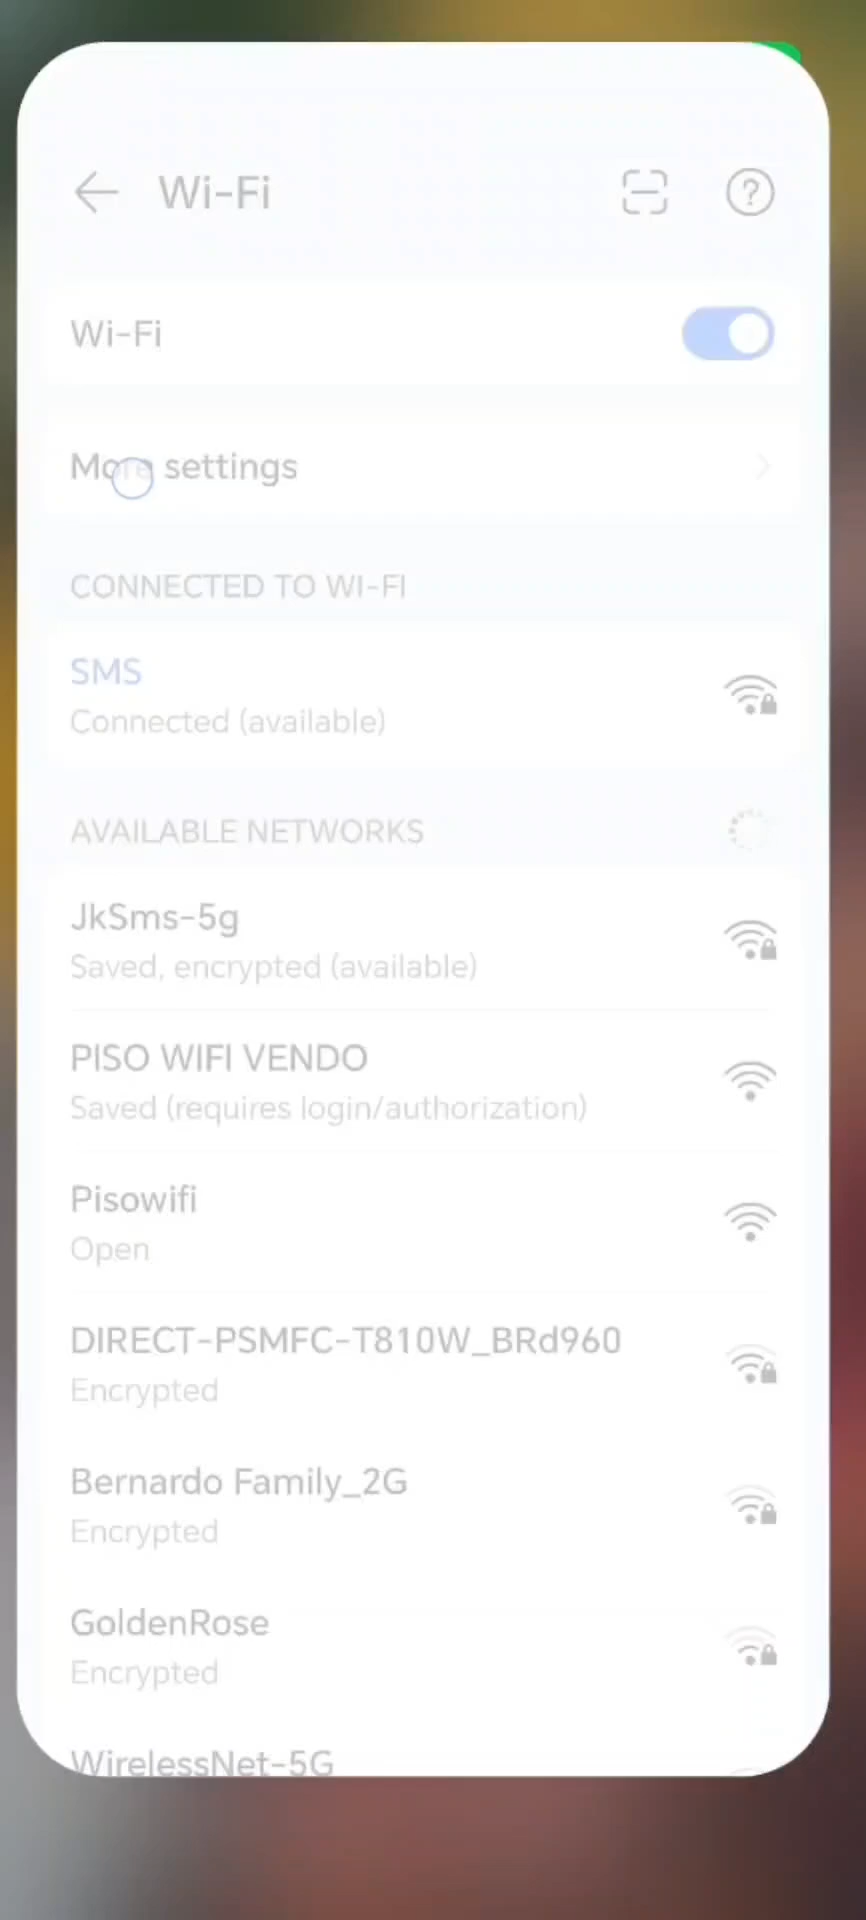 Wi-Fi
Wi-Fi
More settings
CONNECTED TO WI-FI
SMS
Connected (available)
AVAILABLE NETWORKS
JkSms-5g
Saved, encrypted (available)
PISO WIFI VENDO
Saved (requires login/authorization)
Pisowifi
Open
DIRECT-PSMFC-T810W_BRd960
Encrypted
Bernardo Family_2G
Encrypted
GoldenRose
Encrypted
WirelessNet-5G